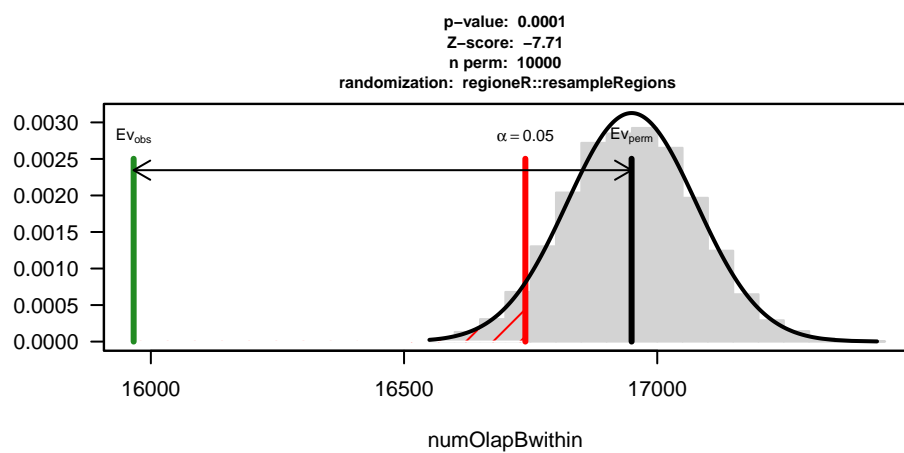 p−value: 0.0001
Z−score: −7.71
n perm: 10000
randomization: regioneR::resampleRegions
Ev_obs α = 0.05 Ev_perm
0.0030
0.0025
0.0020
0.0015
0.0010
0.0005
0.0000
16000 16500 17000
numOlapBwithin